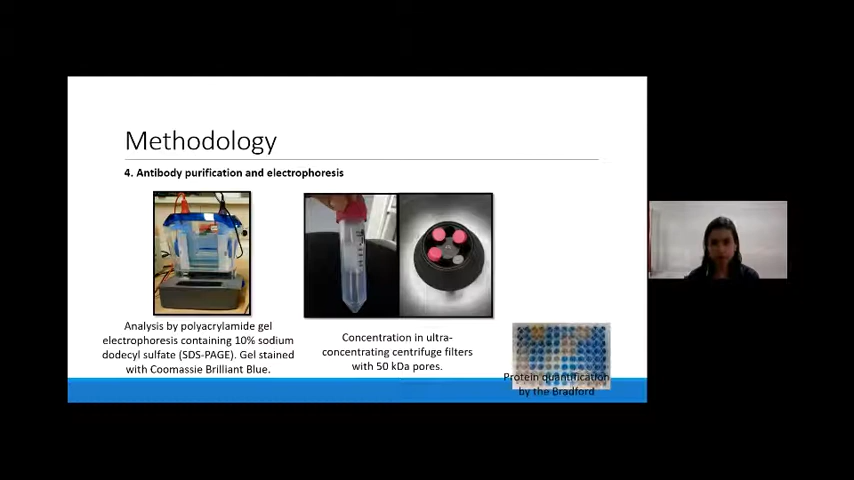 Methodology
4. Antibody purification and electrophoresis
Analysis by polyacrylamide gel
electrophoresis containing 10% sodium
dodecyl sulfate (SDS-PAGE). Gel stained
with Coomassie Brilliant Blue.
Concentration in ultra-
concentrating centrifuge filters
with 50 kDa pores.
Protein quantification
by the Bradford